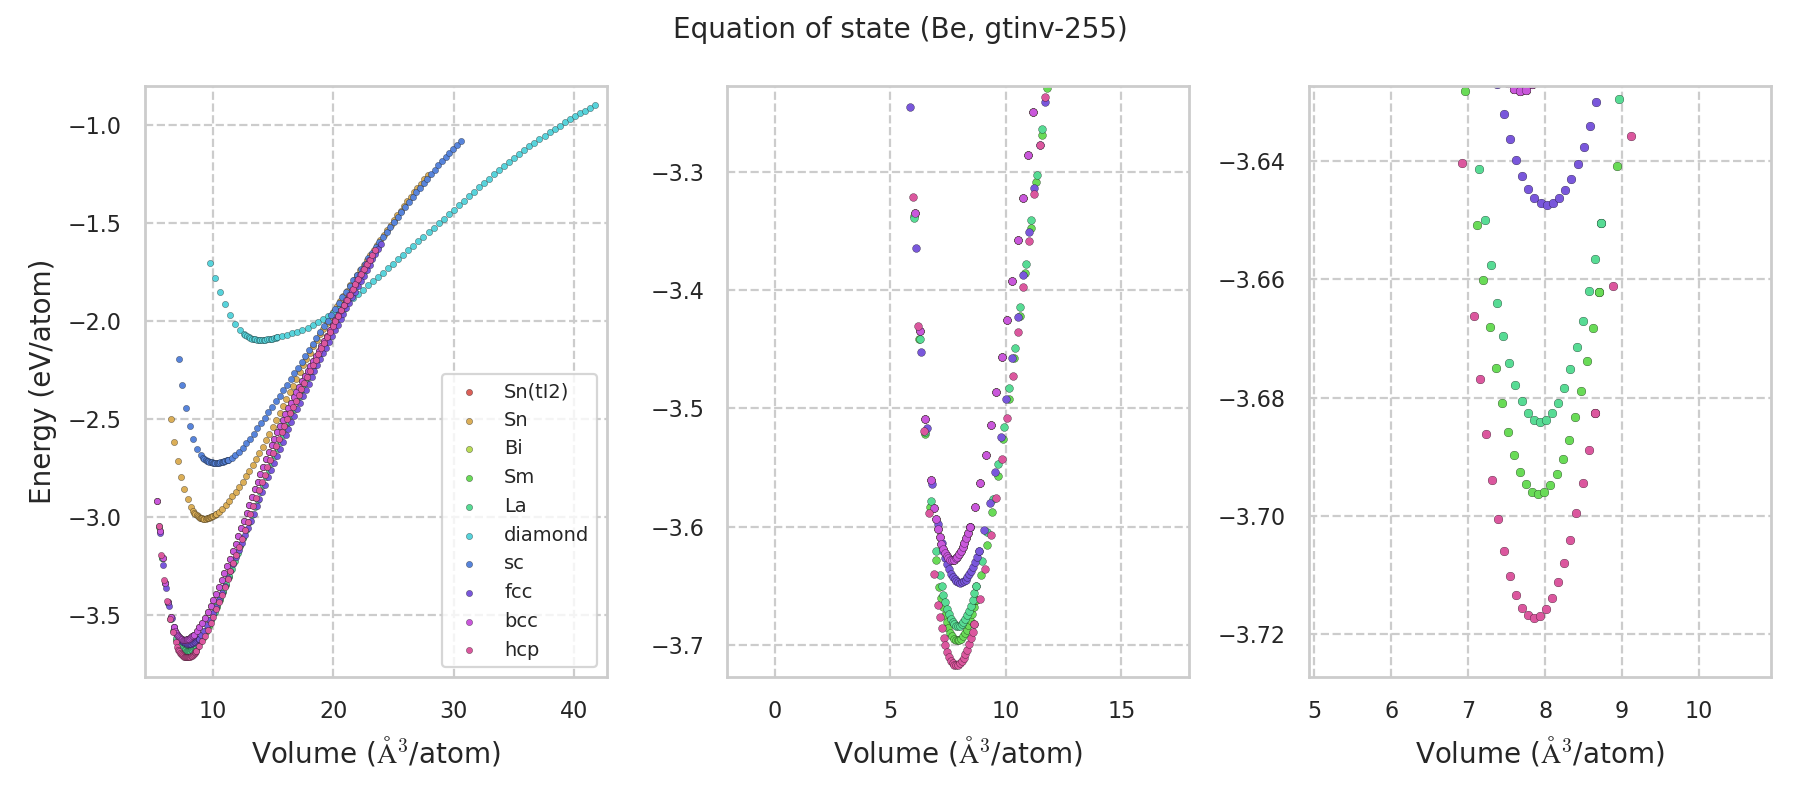 Equation of state (Be, gtinv-255)
Energy (eV/atom)
−1.0
−1.5
−2.0
−2.5
−3.0
−3.5
10
20
30
40
Volume (Å³/atom)
Sn(tI2)
Sn
Bi
Sm
La
diamond
sc
fcc
bcc
hcp
−3.3
−3.4
−3.5
−3.6
−3.7
0
5
10
15
Volume (Å³/atom)
−3.64
−3.66
−3.68
−3.70
−3.72
5
6
7
8
9
10
Volume (Å³/atom)